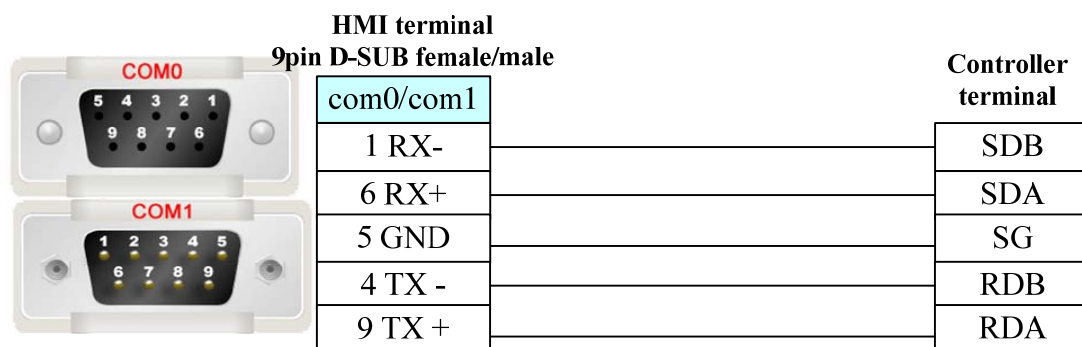 HMI terminal
9pin D-SUB female/male
Controller
terminal
COM0
5 4 3 2 1
9 8 7 6
COM1
1 2 3 4 5
6 7 8 9
com0/com1
1 RX- SDB
6 RX+ SDA
5 GND SG
4 TX - RDB
9 TX + RDA